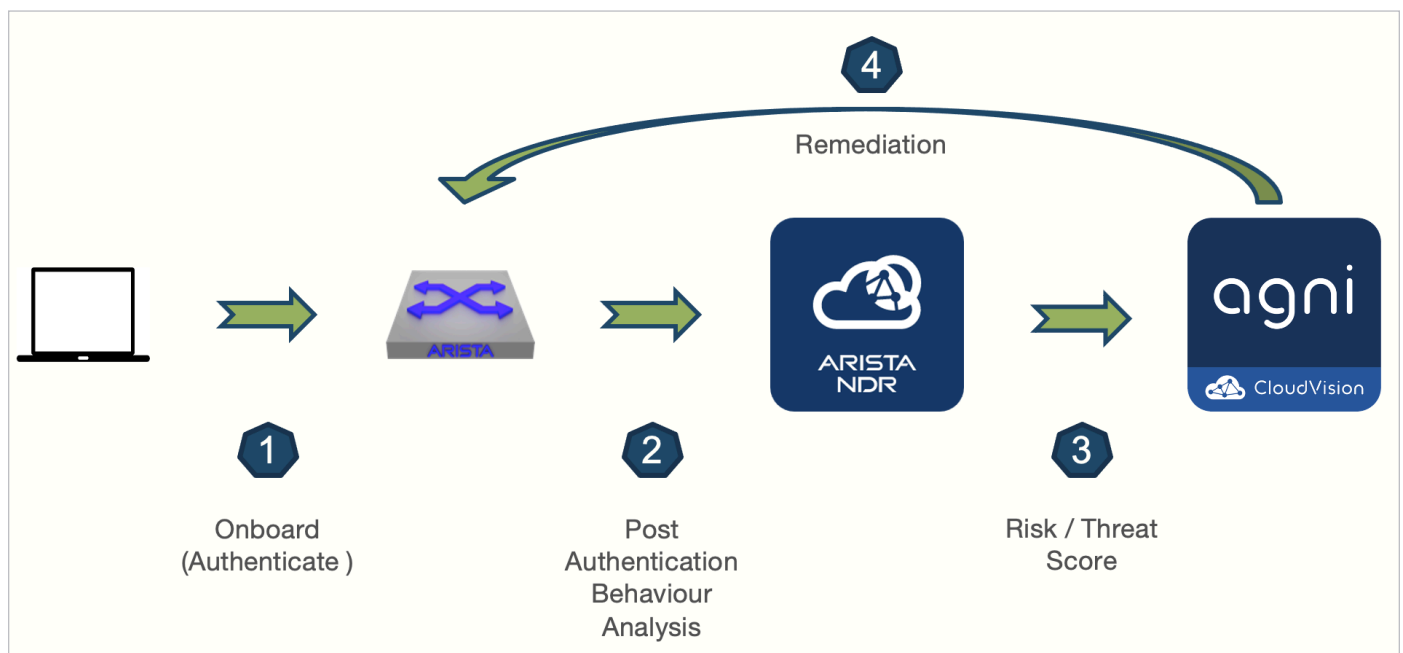 4
Remediation
ARISTA
ARISTA
NDR
agni
CloudVision
1
2
3
Onboard
(Authenticate )
Post
Authentication
Behaviour
Analysis
Risk / Threat
Score